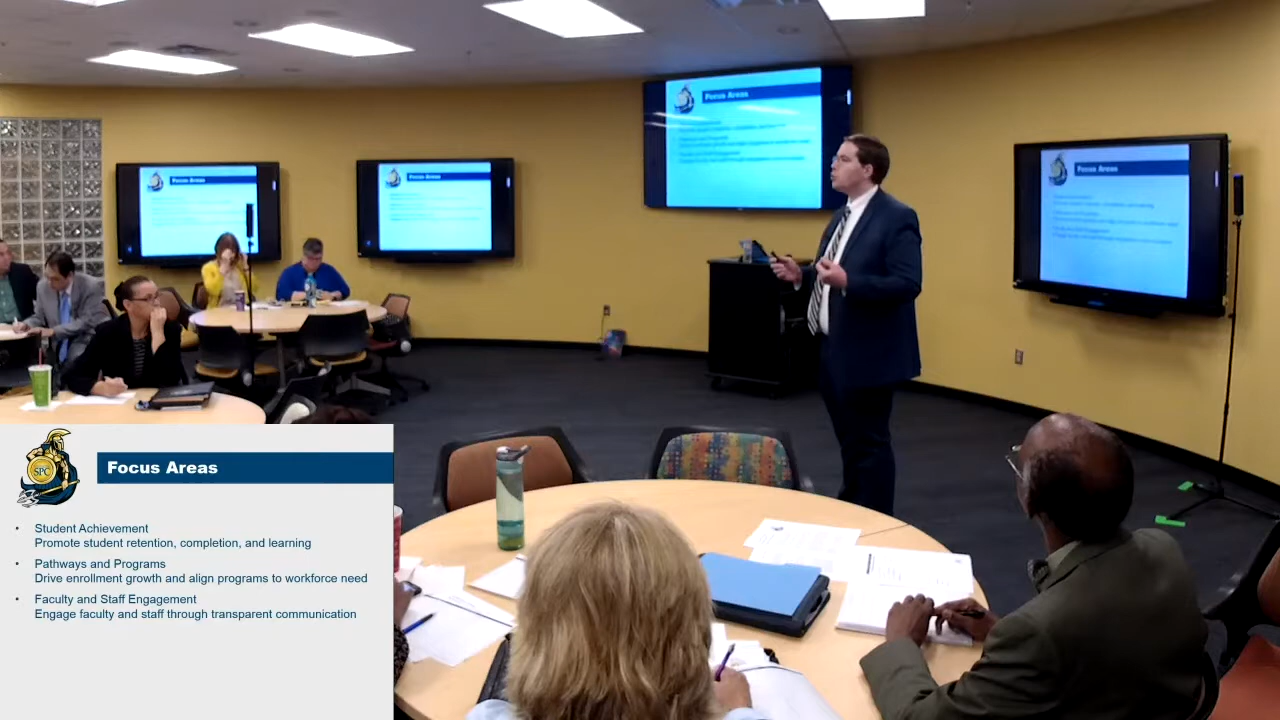 Focus Areas
Focus Areas
Focus Areas
Focus Areas
SPC
Focus Areas
• Student Achievement
Promote student retention, completion, and learning
• Pathways and Programs
Drive enrollment growth and align programs to workforce need
• Faculty and Staff Engagement
Engage faculty and staff through transparent communication